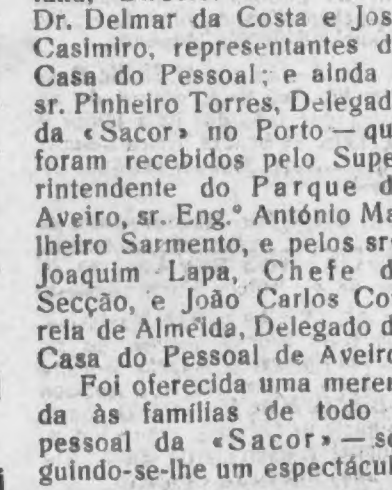 Dr. Delmar da Costa e Jos
Casimiro, representantes d
Casa do Pessoal; e ainda
sr. Pinheiro Torres, Delegad
da «Sacor» no Porto — qu
foram recebidos pelo Supe
rintendente do Parque d
Aveiro, sr. Eng.º António Ma
lheiro Sarmento, e pelos sr
Joaquim Lapa, Chefe d
Secção, e João Carlos Co
reia de Almeida, Delegado d
Casa do Pessoal de Aveiro
Foi oferecida uma meren
da às famílias de todo
pessoal da «Sacor» — se
guindo-se-lhe um espectácul